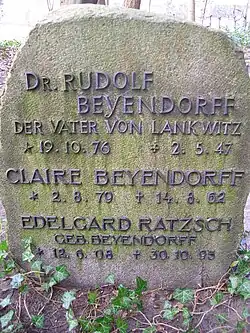 DR. RUDOLF
BEYENDORFF
DER VATER VON LANKWITZ
* 19.10.76 ✝ 2.5.47
CLAIRE BEYENDORFF
* 2.8.79 ✝ 14.8.62
EDELGARD RATZSCH
GEB. BEYENDORFF
* 12.6.08 ✝ 30.10.95